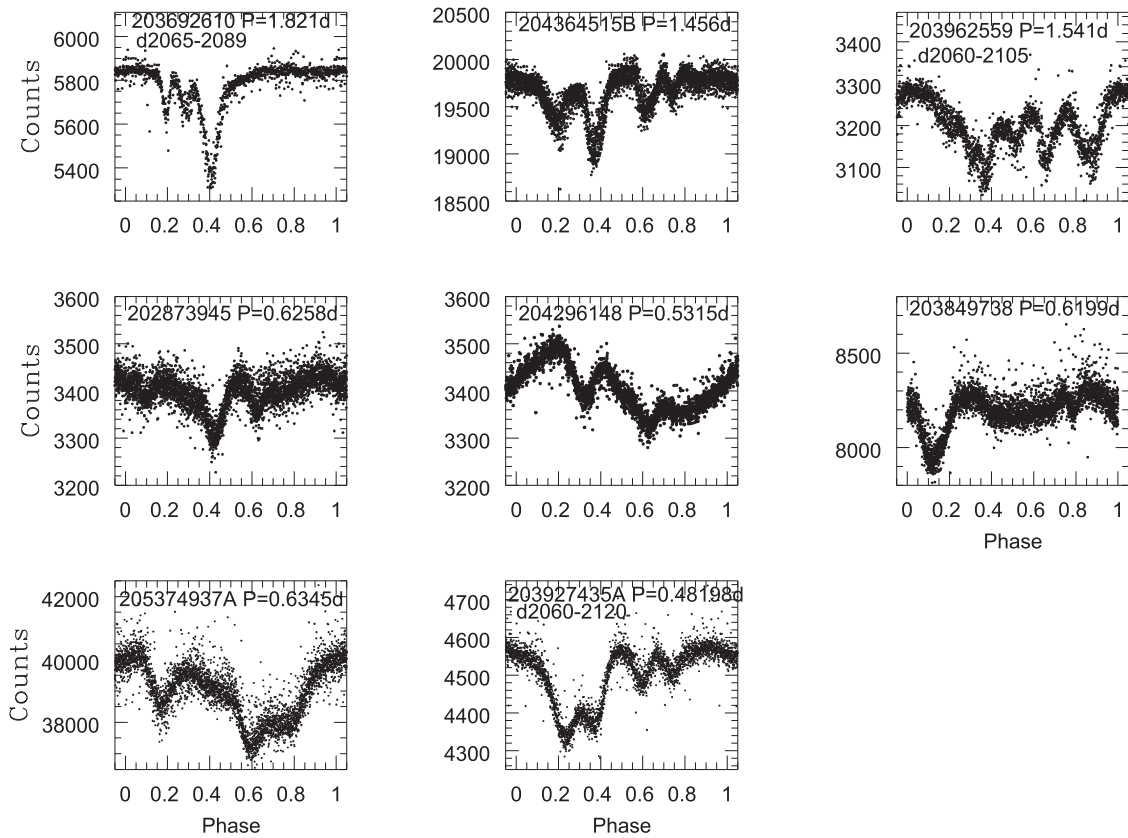 203692610 P=1.821d
d2065-2089
Counts
6000
5800
5600
5400
0 0.2 0.4 0.6 0.8 1
204364515B P=1.456d
20500
20000
19500
19000
18500
0 0.2 0.4 0.6 0.8 1
203962559 P=1.541d
d2060-2105
3400
3300
3200
3100
0 0.2 0.4 0.6 0.8 1
202873945 P=0.6258d
Counts
3600
3500
3400
3300
3200
0 0.2 0.4 0.6 0.8 1
204296148 P=0.5315d
3600
3500
3400
3300
3200
0 0.2 0.4 0.6 0.8 1
203849738 P=0.6199d
8500
8000
0 0.2 0.4 0.6 0.8 1
Phase
205374937A P=0.6345d
Counts
42000
40000
38000
0 0.2 0.4 0.6 0.8 1
Phase
203927435A P=0.48198d
d2060-2120
4700
4600
4500
4400
4300
0 0.2 0.4 0.6 0.8 1
Phase